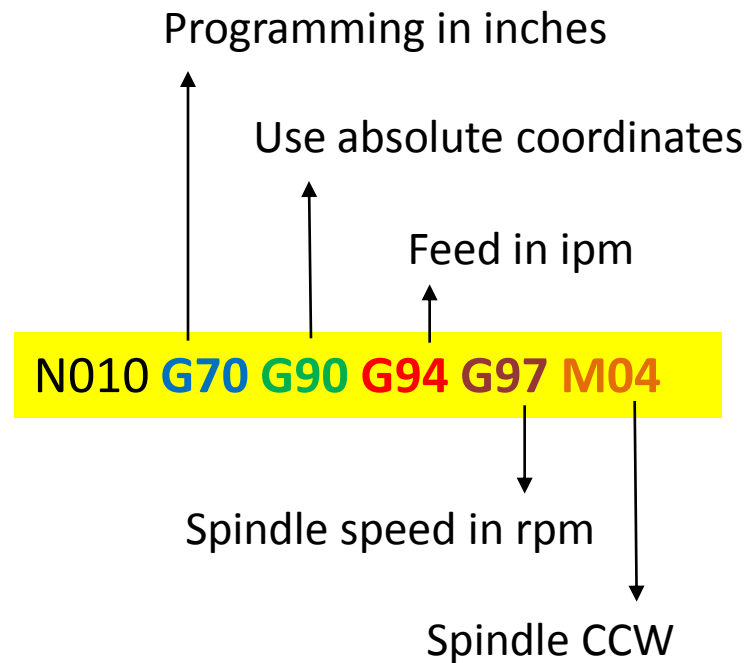 Programming in inches
Use absolute coordinates
Feed in ipm
N010 G70 G90 G94 G97 M04
Spindle speed in rpm
Spindle CCW